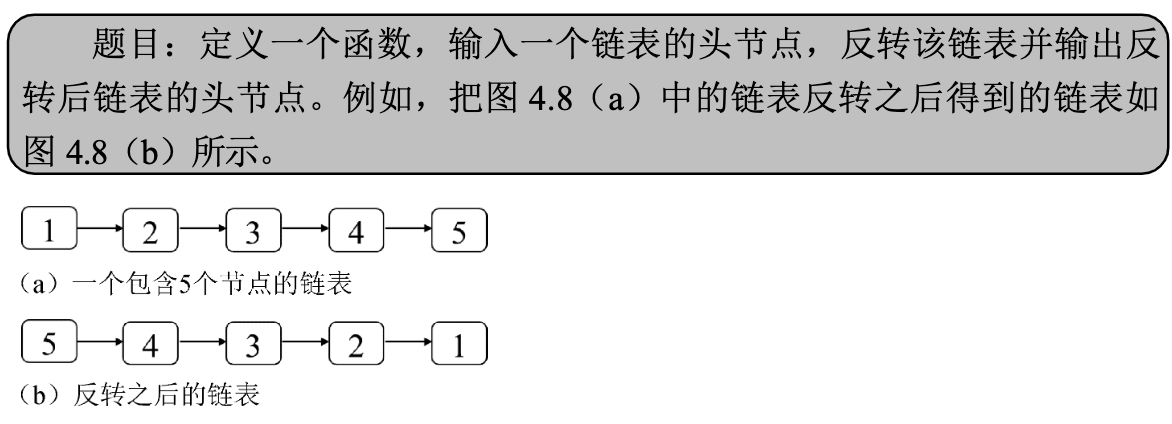 题目：定义一个函数，输入一个链表的头节点，反转该链表并输出反
转后链表的头节点。例如，把图 4.8（a）中的链表反转之后得到的链表如
图 4.8（b）所示。
1 2 3 4 5
（a）一个包含5个节点的链表
5 4 3 2 1
（b）反转之后的链表